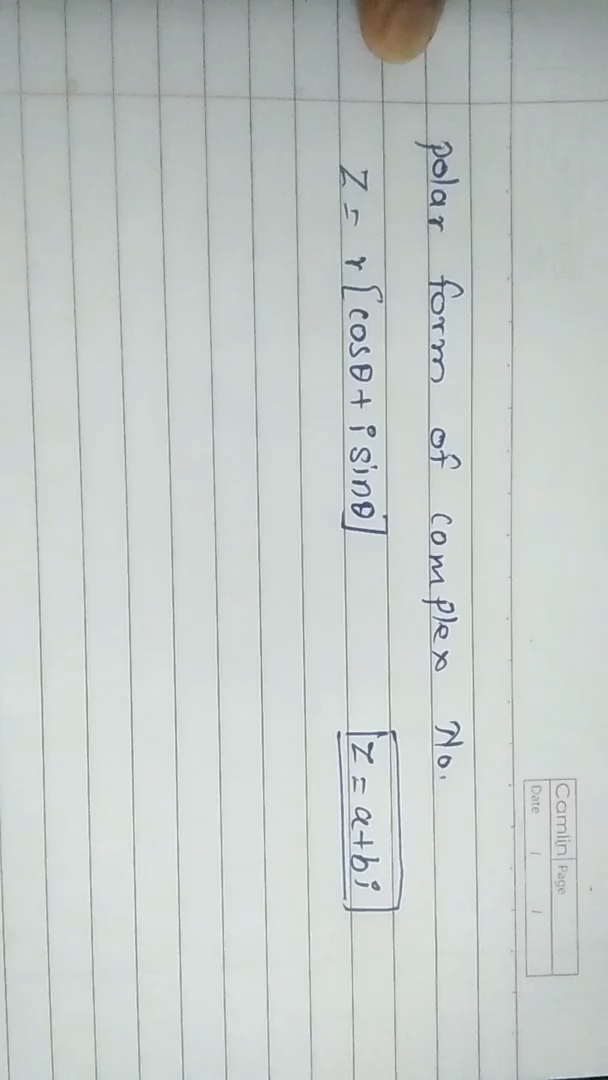 Camlin Page
Date / /
polar form of complex No.
Z = r [cosθ + i sinθ] Z = a+bi